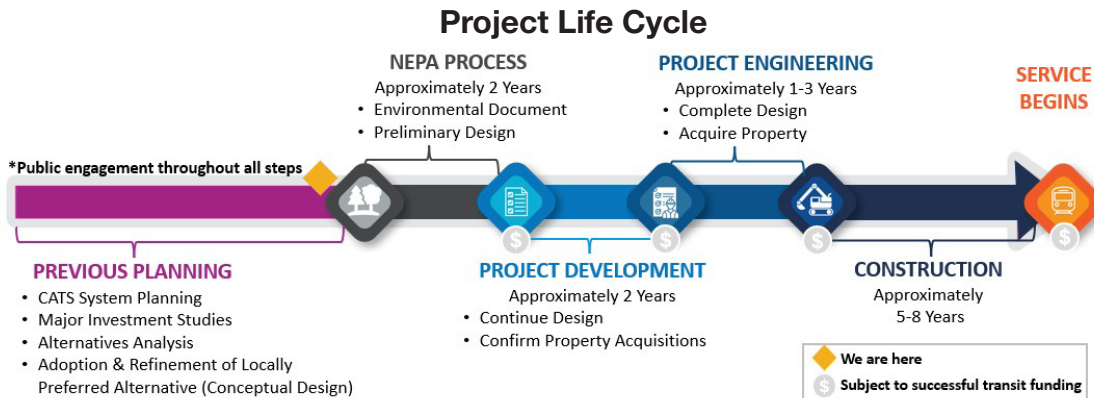 Project Life Cycle
NEPA PROCESS
Approximately 2 Years
• Environmental Document
• Preliminary Design
PROJECT ENGINEERING
Approximately 1-3 Years
• Complete Design
• Acquire Property
SERVICE
BEGINS
*Public engagement throughout all steps
$
$
$
$
PREVIOUS PLANNING
• CATS System Planning
• Major Investment Studies
• Alternatives Analysis
• Adoption & Refinement of Locally
Preferred Alternative (Conceptual Design)
PROJECT DEVELOPMENT
Approximately 2 Years
• Continue Design
• Confirm Property Acquisitions
CONSTRUCTION
Approximately
5-8 Years
We are here
$ Subject to successful transit funding